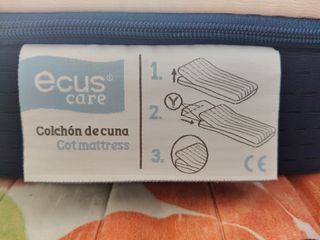 ecus®
care
Colchón de cuna
Cot mattress
1.
2.
Y
3.
CE